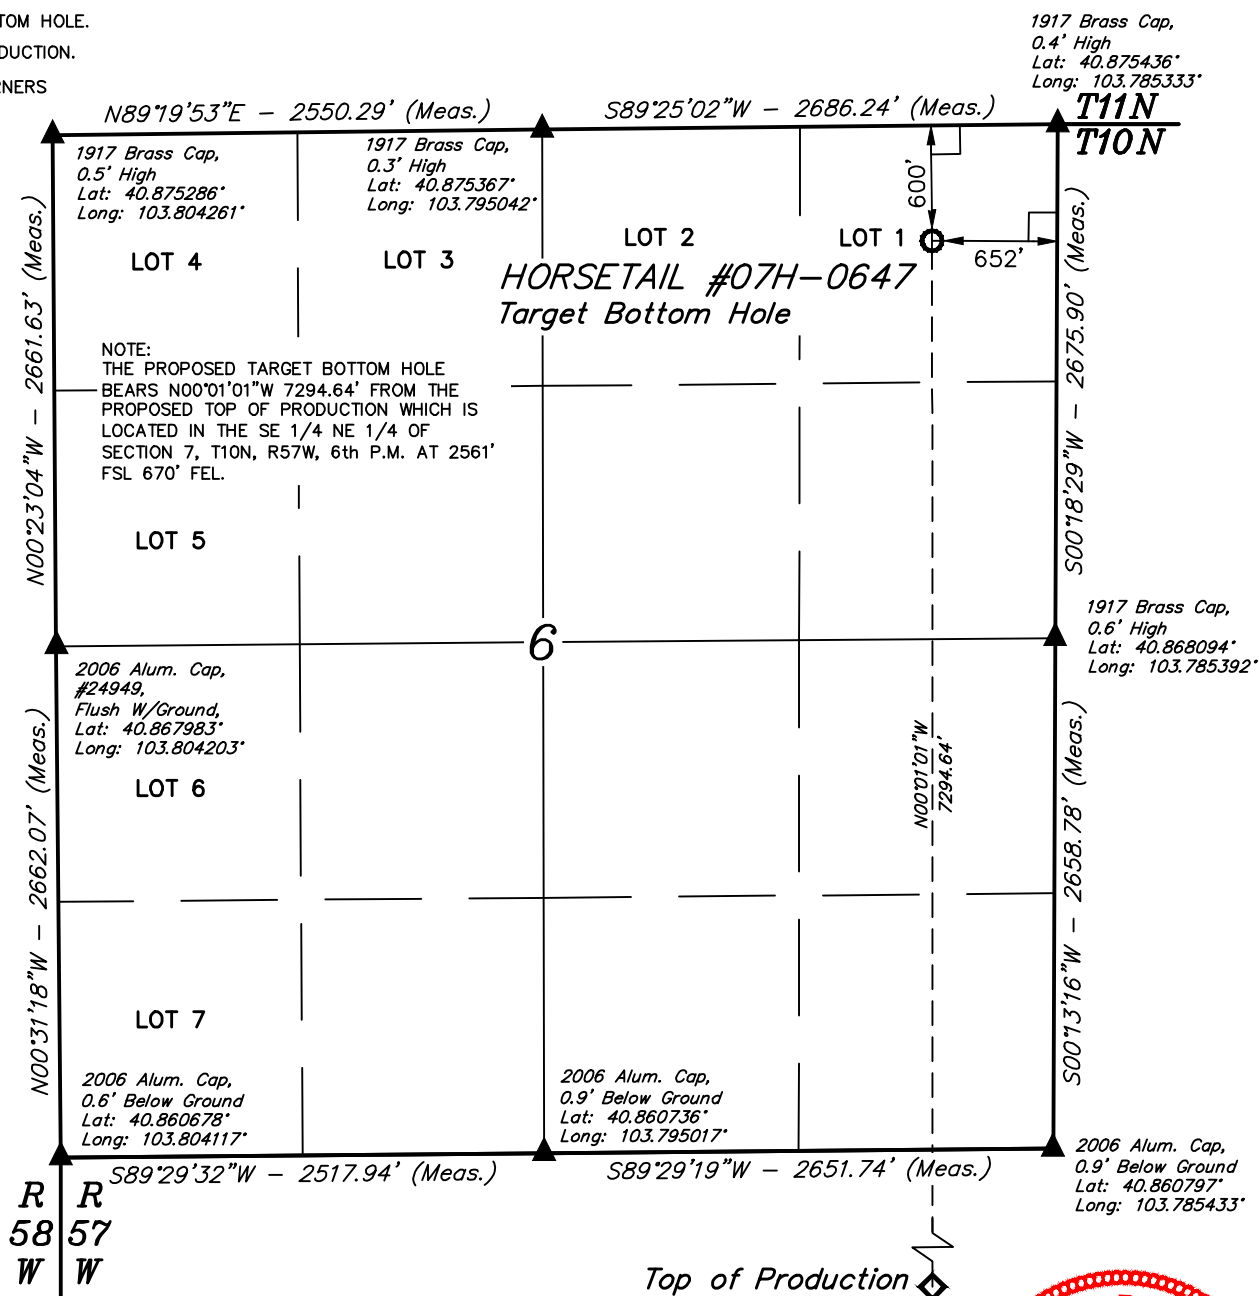 TOM HOLE.
DUCTION.
RNERS
1917 Brass Cap,
0.4' High
Lat: 40.875436°
Long: 103.785333°
N89°19'53"E - 2550.29' (Meas.)
S89°25'02"W - 2686.24' (Meas.)
T11N
T10N
1917 Brass Cap,
0.5' High
Lat: 40.875286°
Long: 103.804261°
1917 Brass Cap,
0.3' High
Lat: 40.875367°
Long: 103.795042°
600'
652'
LOT 4
LOT 3
LOT 2
LOT 1
HORSETAIL #07H-0647
Target Bottom Hole
N00°23'04"W - 2661.63' (Meas.)
S00°18'29"W - 2675.90' (Meas.)
NOTE:
THE PROPOSED TARGET BOTTOM HOLE
BEARS N00°01'01"W 7294.64' FROM THE
PROPOSED TOP OF PRODUCTION WHICH IS
LOCATED IN THE SE 1/4 NE 1/4 OF
SECTION 7, T10N, R57W, 6th P.M. AT 2561'
FSL 670' FEL.
LOT 5
6
1917 Brass Cap,
0.6' High
Lat: 40.868094°
Long: 103.785392°
2006 Alum. Cap,
#24949,
Flush W/Ground,
Lat: 40.867983°
Long: 103.804203°
LOT 6
N00°01'01"W
7294.64'
N00°31'18"W - 2662.07' (Meas.)
S00°13'16"W - 2658.78' (Meas.)
LOT 7
2006 Alum. Cap,
0.6' Below Ground
Lat: 40.860678°
Long: 103.804117°
2006 Alum. Cap,
0.9' Below Ground
Lat: 40.860736°
Long: 103.795017°
2006 Alum. Cap,
0.9' Below Ground
Lat: 40.860797°
Long: 103.785433°
S89°29'32"W - 2517.94' (Meas.)
S89°29'19"W - 2651.74' (Meas.)
R R
58 57
W W
Top of Production